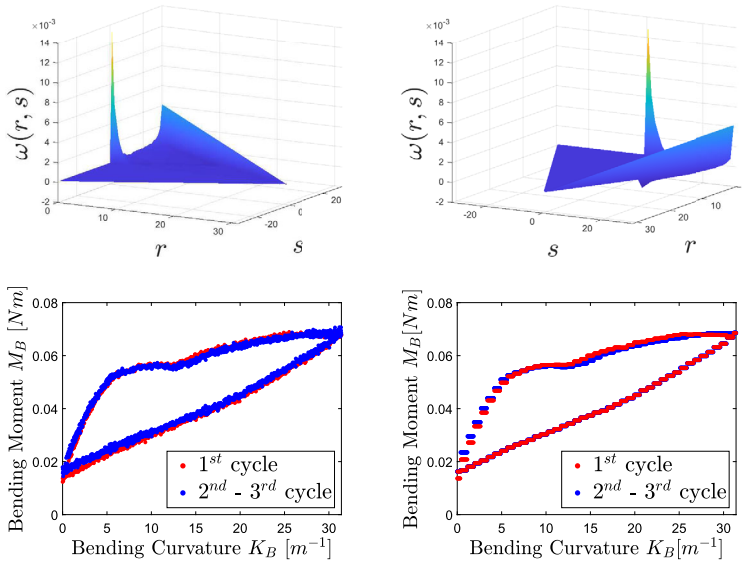 ×10⁻³
14
12
10
8
6
4
2
0
-2
ω(r, s)
0
10
20
30
r
-20
0
20
s
×10⁻³
14
12
10
8
6
4
2
0
-2
ω(r, s)
-20
0
20
s
30
20
10
r
0.08
0.06
0.04
0.02
0
0 5 10 15 20 25 30
Bending Moment M_B [Nm]
Bending Curvature K_B [m⁻¹]
1ˢᵗ cycle
2ⁿᵈ - 3ʳᵈ cycle
0.08
0.06
0.04
0.02
0
0 5 10 15 20 25 30
Bending Moment M_B[Nm]
Bending Curvature K_B[m⁻¹]
1ˢᵗ cycle
2ⁿᵈ - 3ʳᵈ cycle